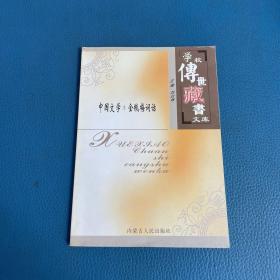 学校
傳世
藏書
文库
中国文学：金瓶梅词话
XUEXIAO
Chuan
shi
cangshu
wenku
内蒙古人民出版社